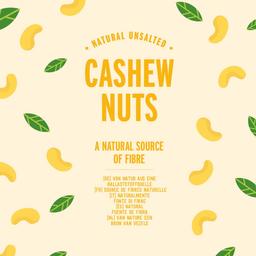 • NATURAL UNSALTED •
CASHEW
NUTS
A NATURAL SOURCE
OF FIBRE
[DE] VON NATUR AUS EINE
BALLASTSTOFFQUELLE
[FR] SOURCE DE FIBRES NATURELLE
[IT] NATURALMENTE
FONTE DI FIBRE
[ES] NATURAL
FUENTE DE FIBRA
[NL] VAN NATURE EEN
BRON VAN VEZELS